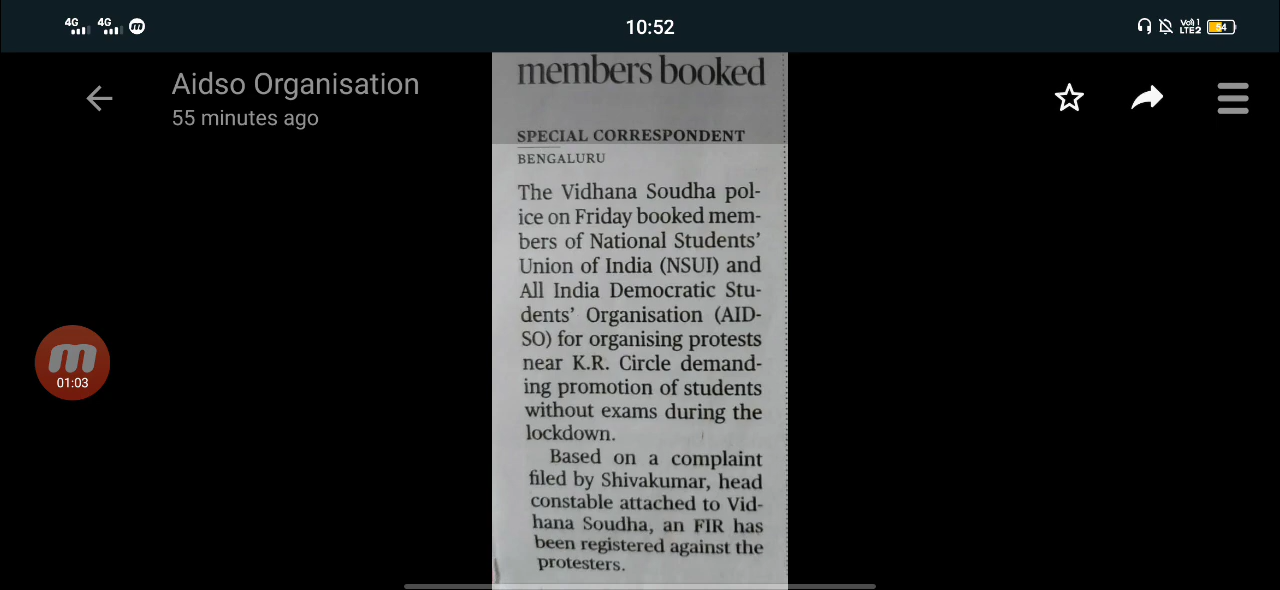 4G 4G m 10:52 Vol) 1 LTE2 54
Aidso Organisation
55 minutes ago
members booked
SPECIAL CORRESPONDENT
BENGALURU
The Vidhana Soudha pol-
ice on Friday booked mem-
bers of National Students'
Union of India (NSUI) and
All India Democratic Stu-
dents' Organisation (AID-
SO) for organising protests
near K.R. Circle demand-
ing promotion of students
without exams during the
lockdown.
Based on a complaint
filed by Shivakumar, head
constable attached to Vid-
hana Soudha, an FIR has
been registered against the
protesters.
m
01:03